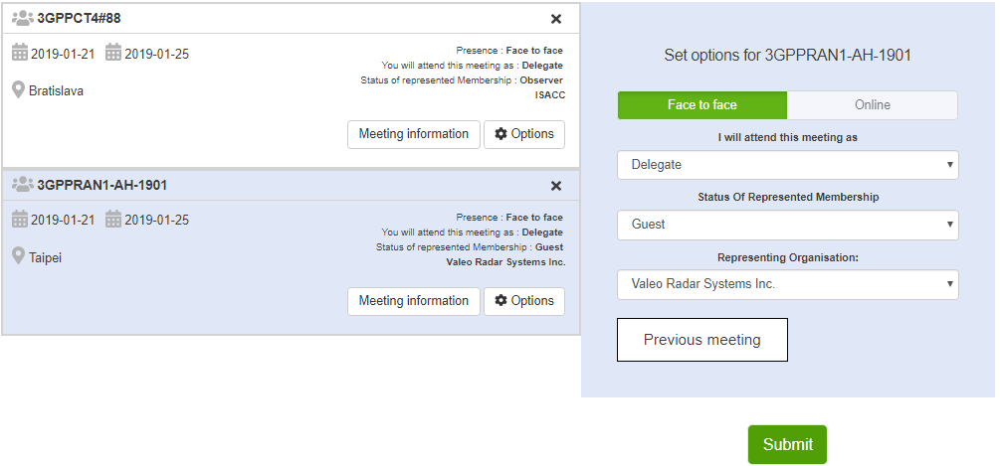 3GPPCT4#88
2019-01-21 2019-01-25
Presence : Face to face
You will attend this meeting as : Delegate
Status of represented Membership : Observer
ISACC
Bratislava
Meeting information Options
3GPPRAN1-AH-1901
2019-01-21 2019-01-25
Presence : Face to face
You will attend this meeting as : Delegate
Status of represented Membership : Guest
Valeo Radar Systems Inc.
Taipei
Meeting information Options
Set options for 3GPPRAN1-AH-1901
Face to face Online
I will attend this meeting as
Delegate
Status Of Represented Membership
Guest
Representing Organisation:
Valeo Radar Systems Inc.
Previous meeting
Submit